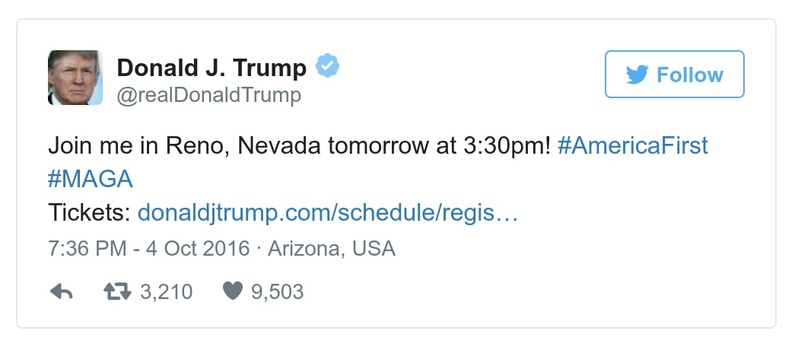 Donald J. Trump
@realDonaldTrump
Follow
Join me in Reno, Nevada tomorrow at 3:30pm! #AmericaFirst
#MAGA
Tickets: donaldjtrump.com/schedule/regis…
7:36 PM - 4 Oct 2016 · Arizona, USA
3,210 9,503